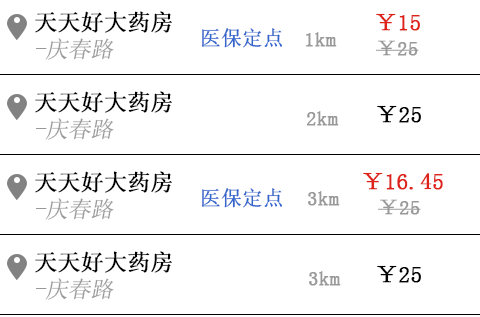 天天好大药房 医保定点 1km ￥15
-庆春路 ￥25
天天好大药房 2km ￥25
-庆春路
天天好大药房 医保定点 3km ￥16.45
-庆春路 ￥25
天天好大药房 3km ￥25
-庆春路